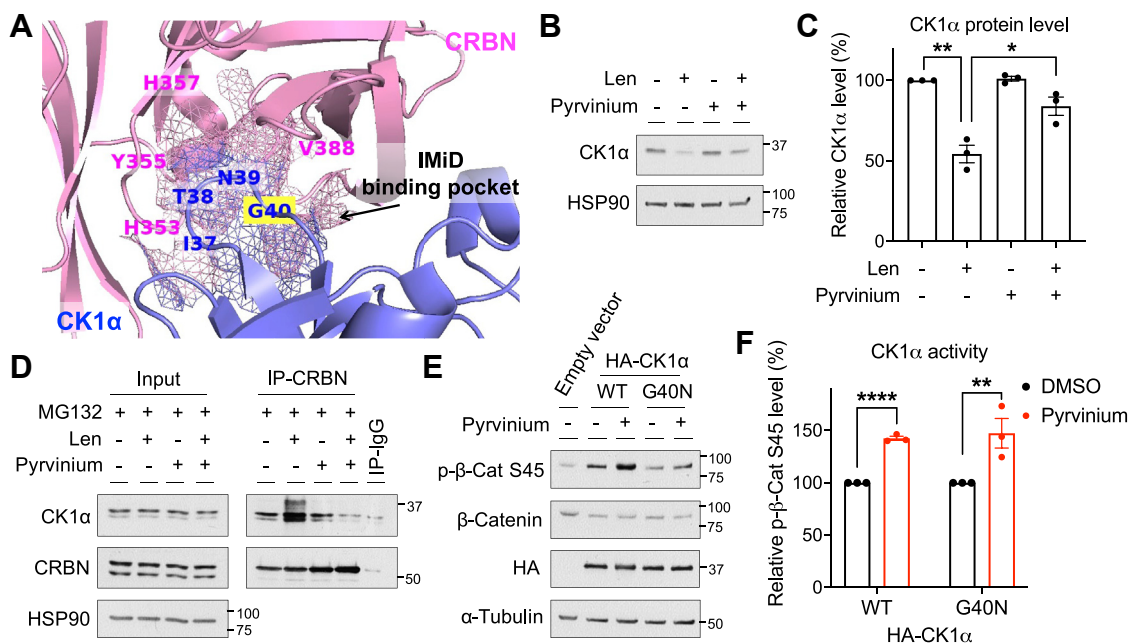 A
CRBN
H357
Y355
V388
N39
T38
G40
H353
I37
IMiD
binding pocket
CK1α
B
Len - + - +
Pyrvinium - - + +
CK1α
37
HSP90
100
75
C
CK1α protein level
** *
Relative CK1α level (%)
100
50
0
Len - + - +
Pyrvinium - - + +
D
Input IP-CRBN
MG132 + + + + + + + +
Len - + - + - + - +
Pyrvinium - - + + - - + +
IP-IgG
CK1α
37
CRBN
50
HSP90
100
75
E
Empty vector
HA-CK1α
WT G40N
Pyrvinium - - + - +
p-β-Cat S45
100
75
β-Catenin
100
75
HA
37
α-Tubulin
50
F
CK1α activity
DMSO
Pyrvinium
**** **
Relative p-β-Cat S45 level (%)
150
100
50
0
WT G40N
HA-CK1α